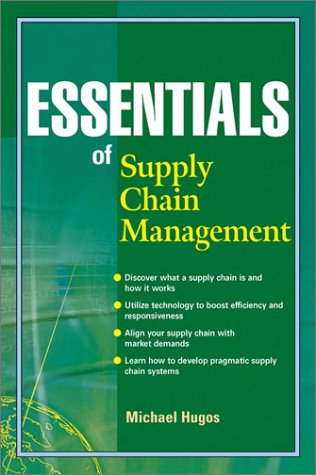 ESSENTIALS
of Supply
Chain
Management
Discover what a supply chain is and
how it works
Utilize technology to boost efficiency and
responsiveness
Align your supply chain with
market demands
Learn how to develop pragmatic supply
chain systems
Michael Hugos